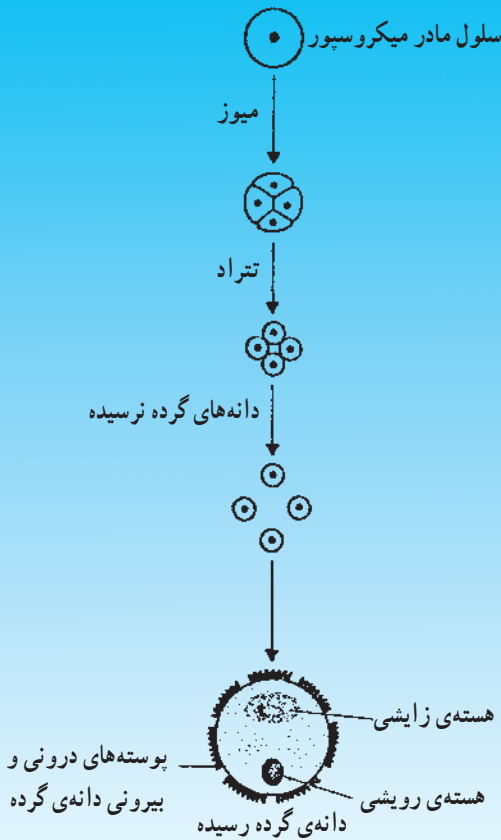 سلول مادر میکروسپور
میوز
تتراد
دانه‌های گرده نرسیده
هسته‌ی زایشی
پوسته‌های درونی و
بیرونی دانه‌ی گرده
هسته‌ی رویشی
دانه‌ی گرده رسیده